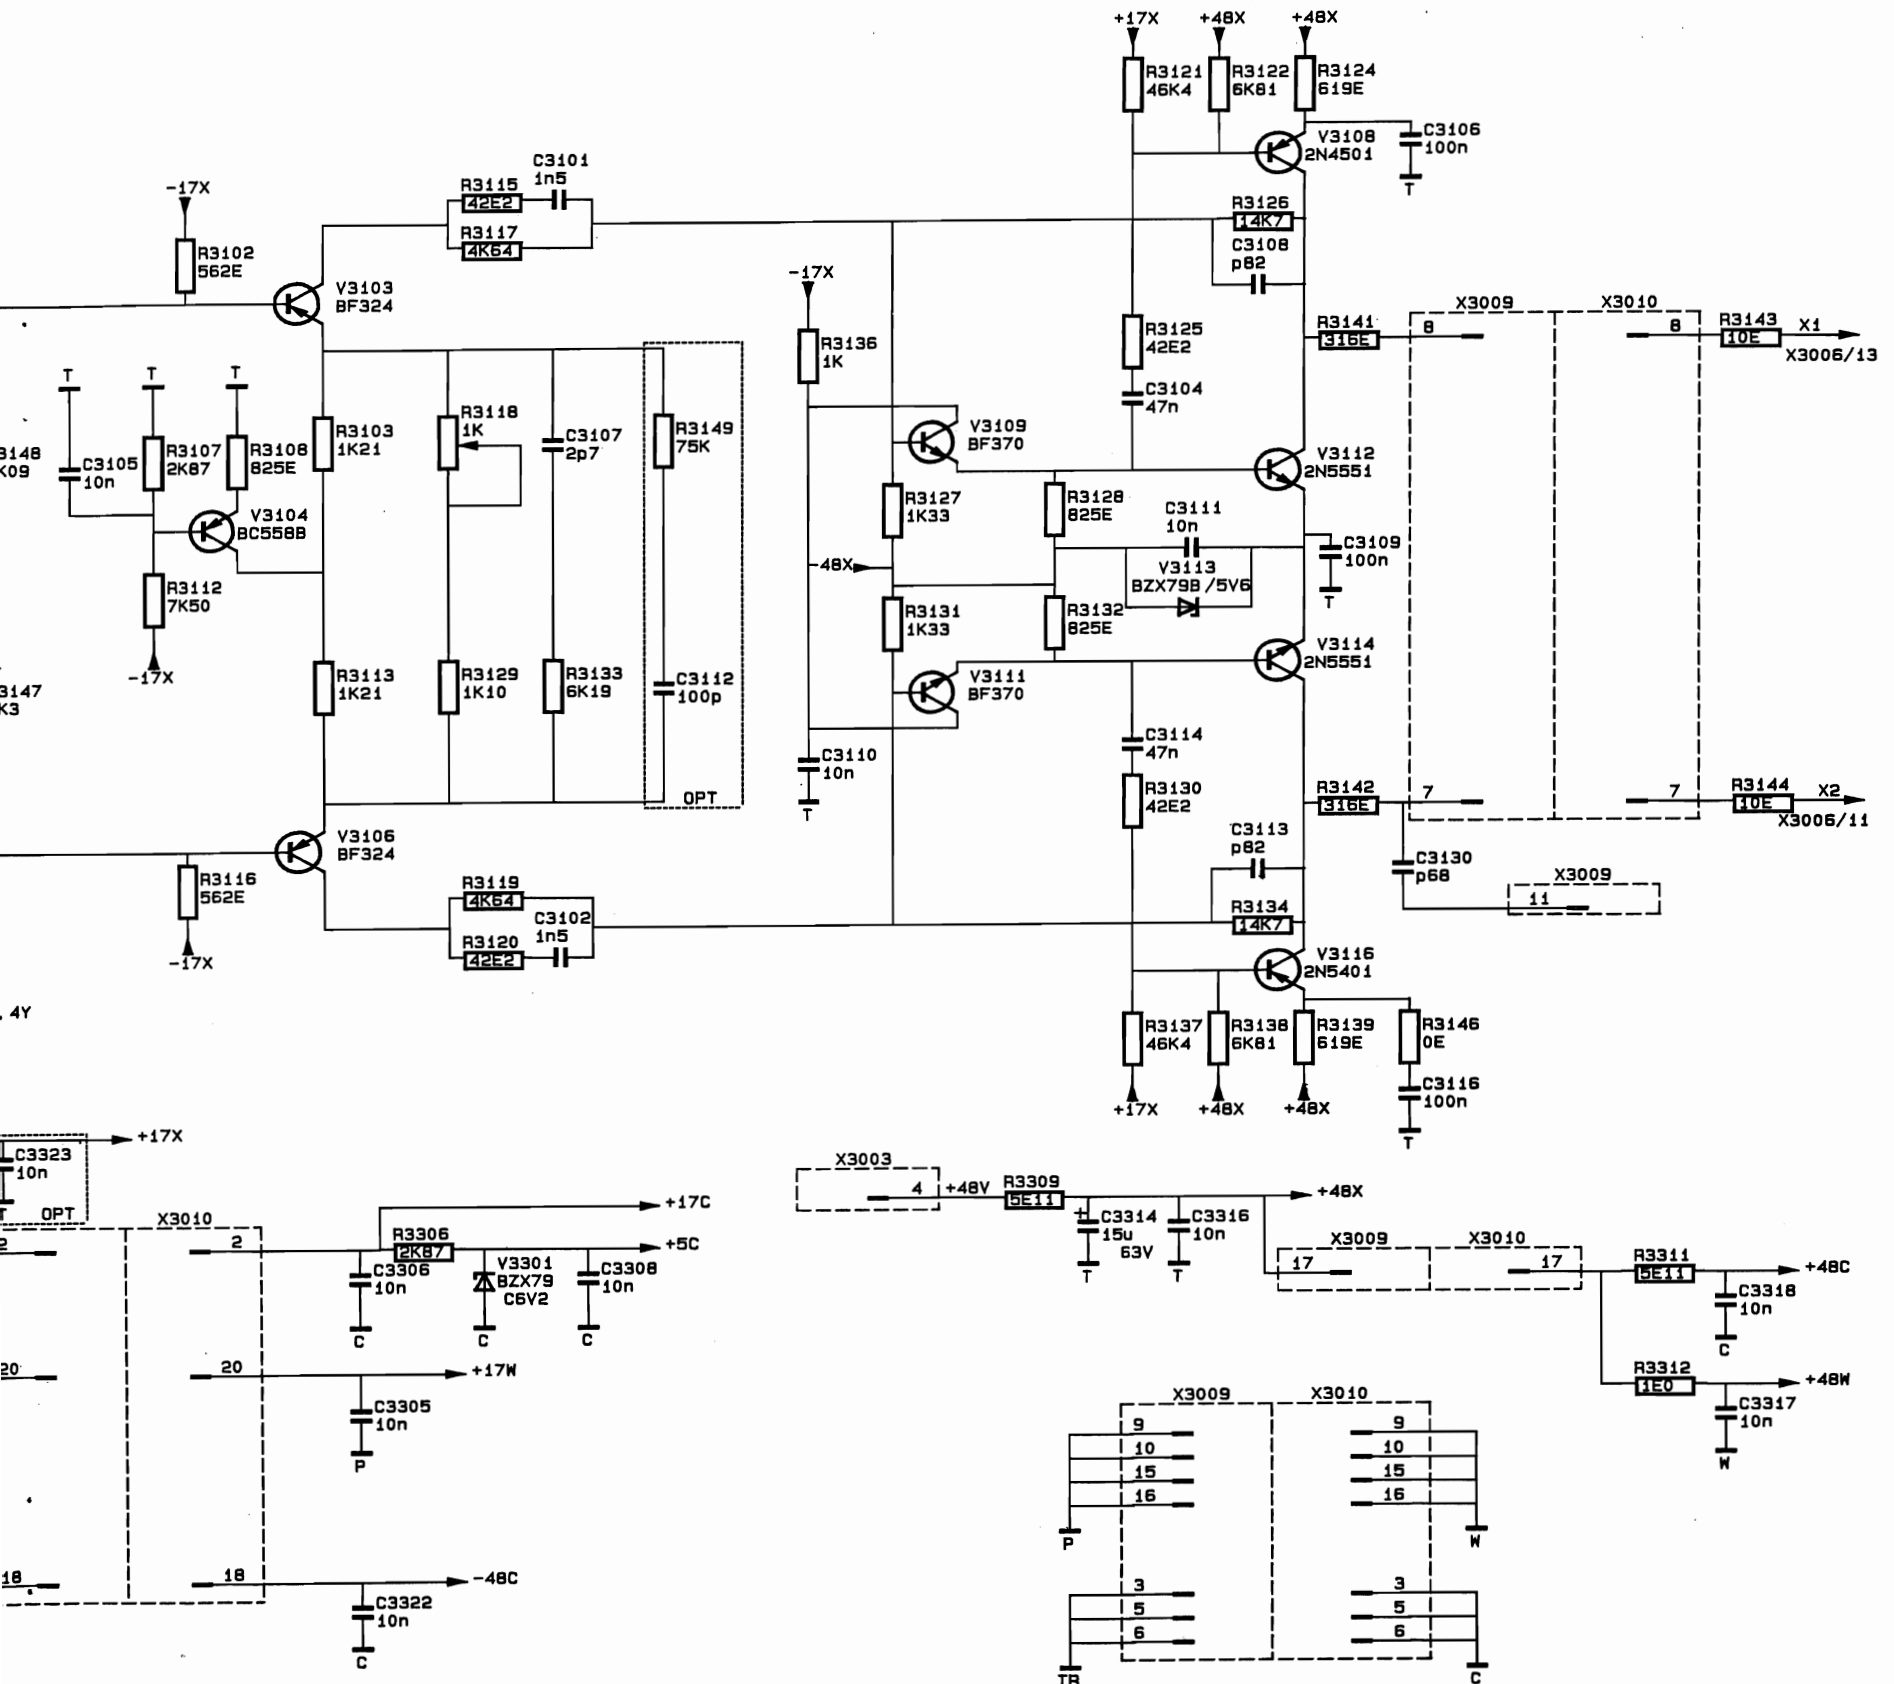 +17X +48X +48X
R3121
46K4
R3122
6K81
R3124
619E
V3108
2N4501
C3106
100n
T
C3101
1n5
R3115
42E2
R3117
4K64
-17X
R3102
562E
V3103
BF324
R3126
14K7
C3108
p82
-17X
R3136
1K
R3125
42E2
C3104
47n
R3141
316E
X3009 X3010
8 8
R3143
10E
X1
X3006/13
T T T
3148
K09
C3105
10n
R3107
2K87
R3108
825E
R3103
1K21
R3118
1K
C3107
2p7
R3149
75K
V3109
BF370
V3112
2N5551
V3104
BC558B
R3127
1K33
R3128
825E
C3111
10n
C3109
100n
T
-48X
V3113
BZX79B/5V6
R3112
7K50
R3131
1K33
R3132
825E
-17X
V3114
2N5551
3147
K3
R3113
1K21
R3129
1K10
R3133
6K19
C3112
100p
V3111
BF370
C3110
10n
T
C3114
47n
R3130
42E2
OPT
R3142
316E
7 7
R3144
10E
X2
X3006/11
V3106
BF324
C3113
p82
C3130
p68
X3009
11
R3116
562E
-17X
R3119
4K64
C3102
1n5
R3120
42E2
R3134
14K7
V3116
2N5401
. 4Y
R3137
46K4
R3138
6K81
R3139
619E
R3146
0E
C3116
100n
T
+17X +48X +48X
+17X
C3323
10n
T
OPT
X3003
4
+48V
R3309
5E11
+48X
C3314
15u
63V
+
T
C3316
10n
T
X3009 X3010
17 17
R3311
5E11
+48C
C3318
10n
C
R3312
1E0
+48W
C3317
10n
W
X3010
2 2
+17C
R3306
2K87
+5C
C3306
10n
C
V3301
BZX79
C6V2
C
C3308
10n
C
20 20
+17W
C3305
10n
P
18 18
-48C
C3322
10n
C
X3009 X3010
9 9
10 10
15 15
16 16
P W
3 3
5 5
6 6
TR C